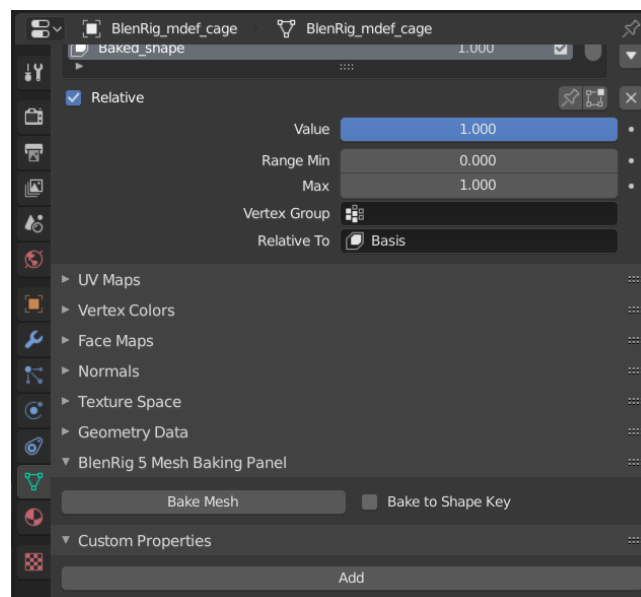 BlenRig_mdef_cage BlenRig_mdef_cage
Baked_shape 1.000
Relative
Value 1.000
Range Min 0.000
Max 1.000
Vertex Group
Relative To Basis
UV Maps
Vertex Colors
Face Maps
Normals
Texture Space
Geometry Data
BlenRig 5 Mesh Baking Panel
Bake Mesh Bake to Shape Key
Custom Properties
Add